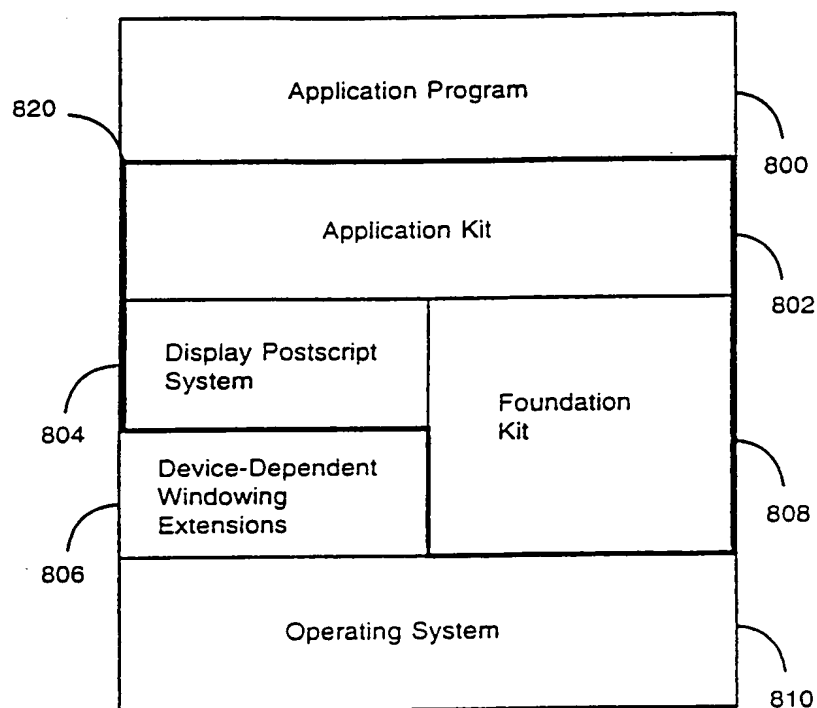 Application Program
820
800
Application Kit
802
Display Postscript
System
804
Foundation
Kit
Device-Dependent
Windowing
Extensions
808
806
Operating System
810